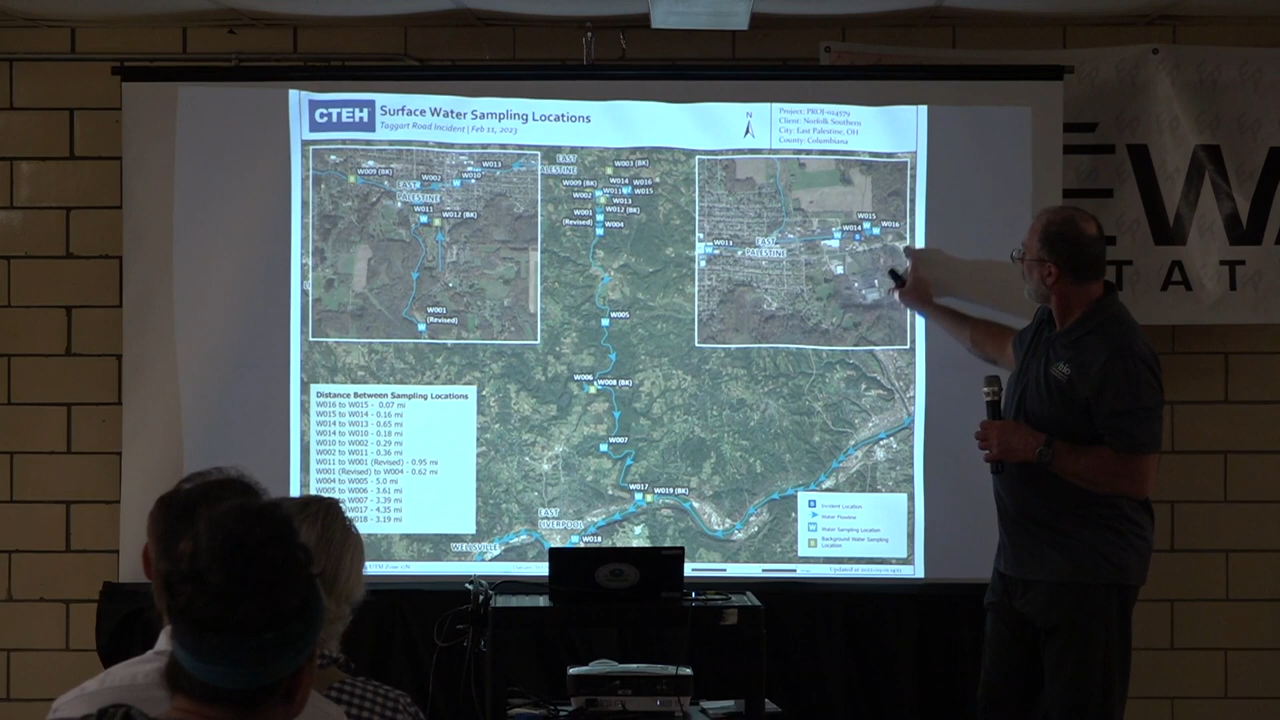 CTEH
Surface Water Sampling Locations
Taggart Road Incident | Feb 11, 2023
N
Project: PROJ-024579
Client: Norfolk Southern
City: East Palestine, OH
County: Columbiana
W009 (BK)
W002
W010
W013
EAST
PALESTINE
W011
W012 (BK)
W001
(Revised)
EAST
PALESTINE
W003 (BK)
W009 (BK)
W014
W016
W002
W011
W015
W013
W001
(Revised)
W012 (BK)
W004
W005
W006
W008 (BK)
W007
W017
W019 (BK)
EAST
LIVERPOOL
W018
WELLSVILLE
W013
EAST
PALESTINE
W014
W015
W016
Distance Between Sampling Locations
W016 to W015 - 0.07 mi
W015 to W014 - 0.16 mi
W014 to W013 - 0.65 mi
W014 to W010 - 0.18 mi
W010 to W002 - 0.29 mi
W002 to W011 - 0.36 mi
W011 to W001 (Revised) - 0.95 mi
W001 (Revised) to W004 - 0.62 mi
W004 to W005 - 5.0 mi
W005 to W006 - 3.61 mi
W007 - 3.39 mi
W017 - 4.35 mi
W018 - 3.19 mi
Incident Location
Water Flowline
Water Sampling Location
Background Water Sampling
Location
EW
TAT